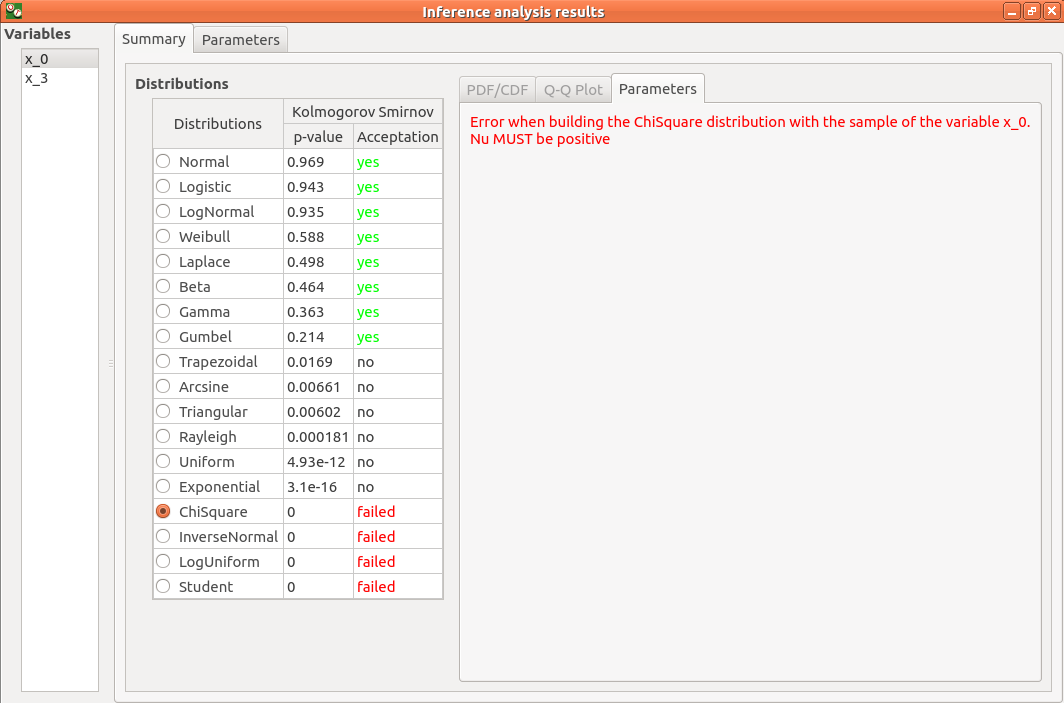 Inference analysis results
Variables
x_0
x_3
Summary
Parameters
Distributions
Distributions
Kolmogorov Smirnov
p-value
Acceptation
Normal 0.969 yes
Logistic 0.943 yes
LogNormal 0.935 yes
Weibull 0.588 yes
Laplace 0.498 yes
Beta 0.464 yes
Gamma 0.363 yes
Gumbel 0.214 yes
Trapezoidal 0.0169 no
Arcsine 0.00661 no
Triangular 0.00602 no
Rayleigh 0.000181 no
Uniform 4.93e-12 no
Exponential 3.1e-16 no
ChiSquare 0 failed
InverseNormal 0 failed
LogUniform 0 failed
Student 0 failed
PDF/CDF
Q-Q Plot
Parameters
Error when building the ChiSquare distribution with the sample of the variable x_0.
Nu MUST be positive